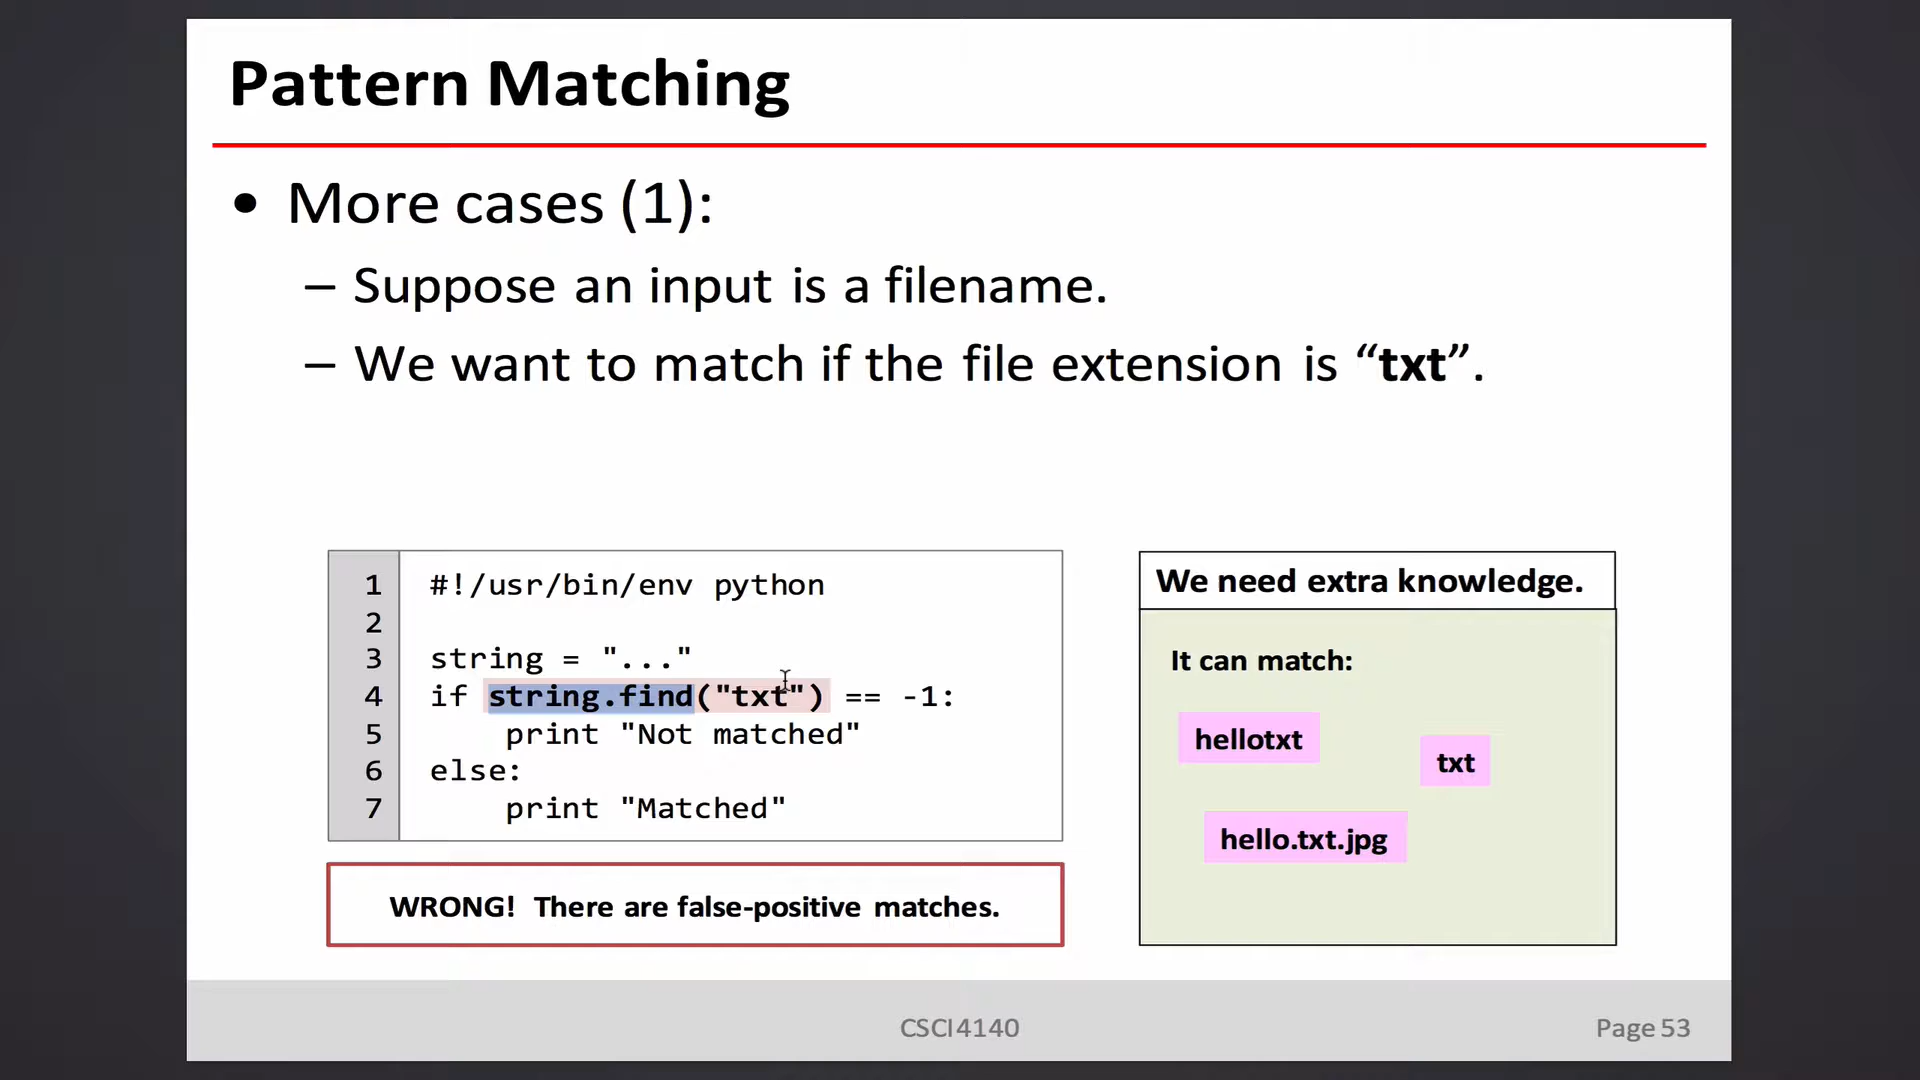 Pattern Matching
• More cases (1):
– Suppose an input is a filename.
– We want to match if the file extension is “txt”.
1 #!/usr/bin/env python
2
3 string = "..."
4 if string.find("txt") == -1:
5 print "Not matched"
6 else:
7 print "Matched"
WRONG! There are false-positive matches.
We need extra knowledge.
It can match:
hellotxt
txt
hello.txt.jpg
CSCI4140
Page 53